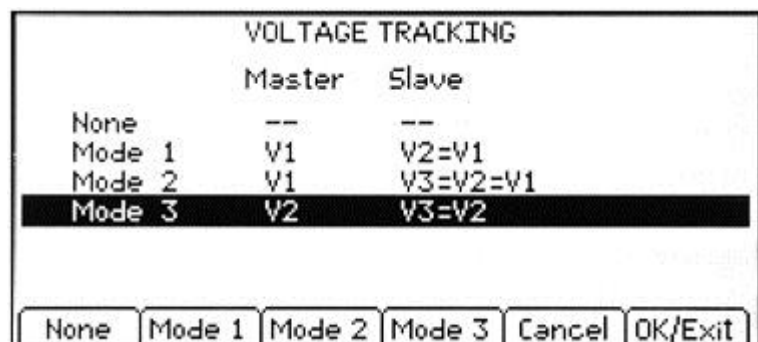 VOLTAGE TRACKING
Master Slave
None -- --
Mode 1 V1 V2=V1
Mode 2 V1 V3=V2=V1
Mode 3 V2 V3=V2
None Mode 1 Mode 2 Mode 3 Cancel OK/Exit